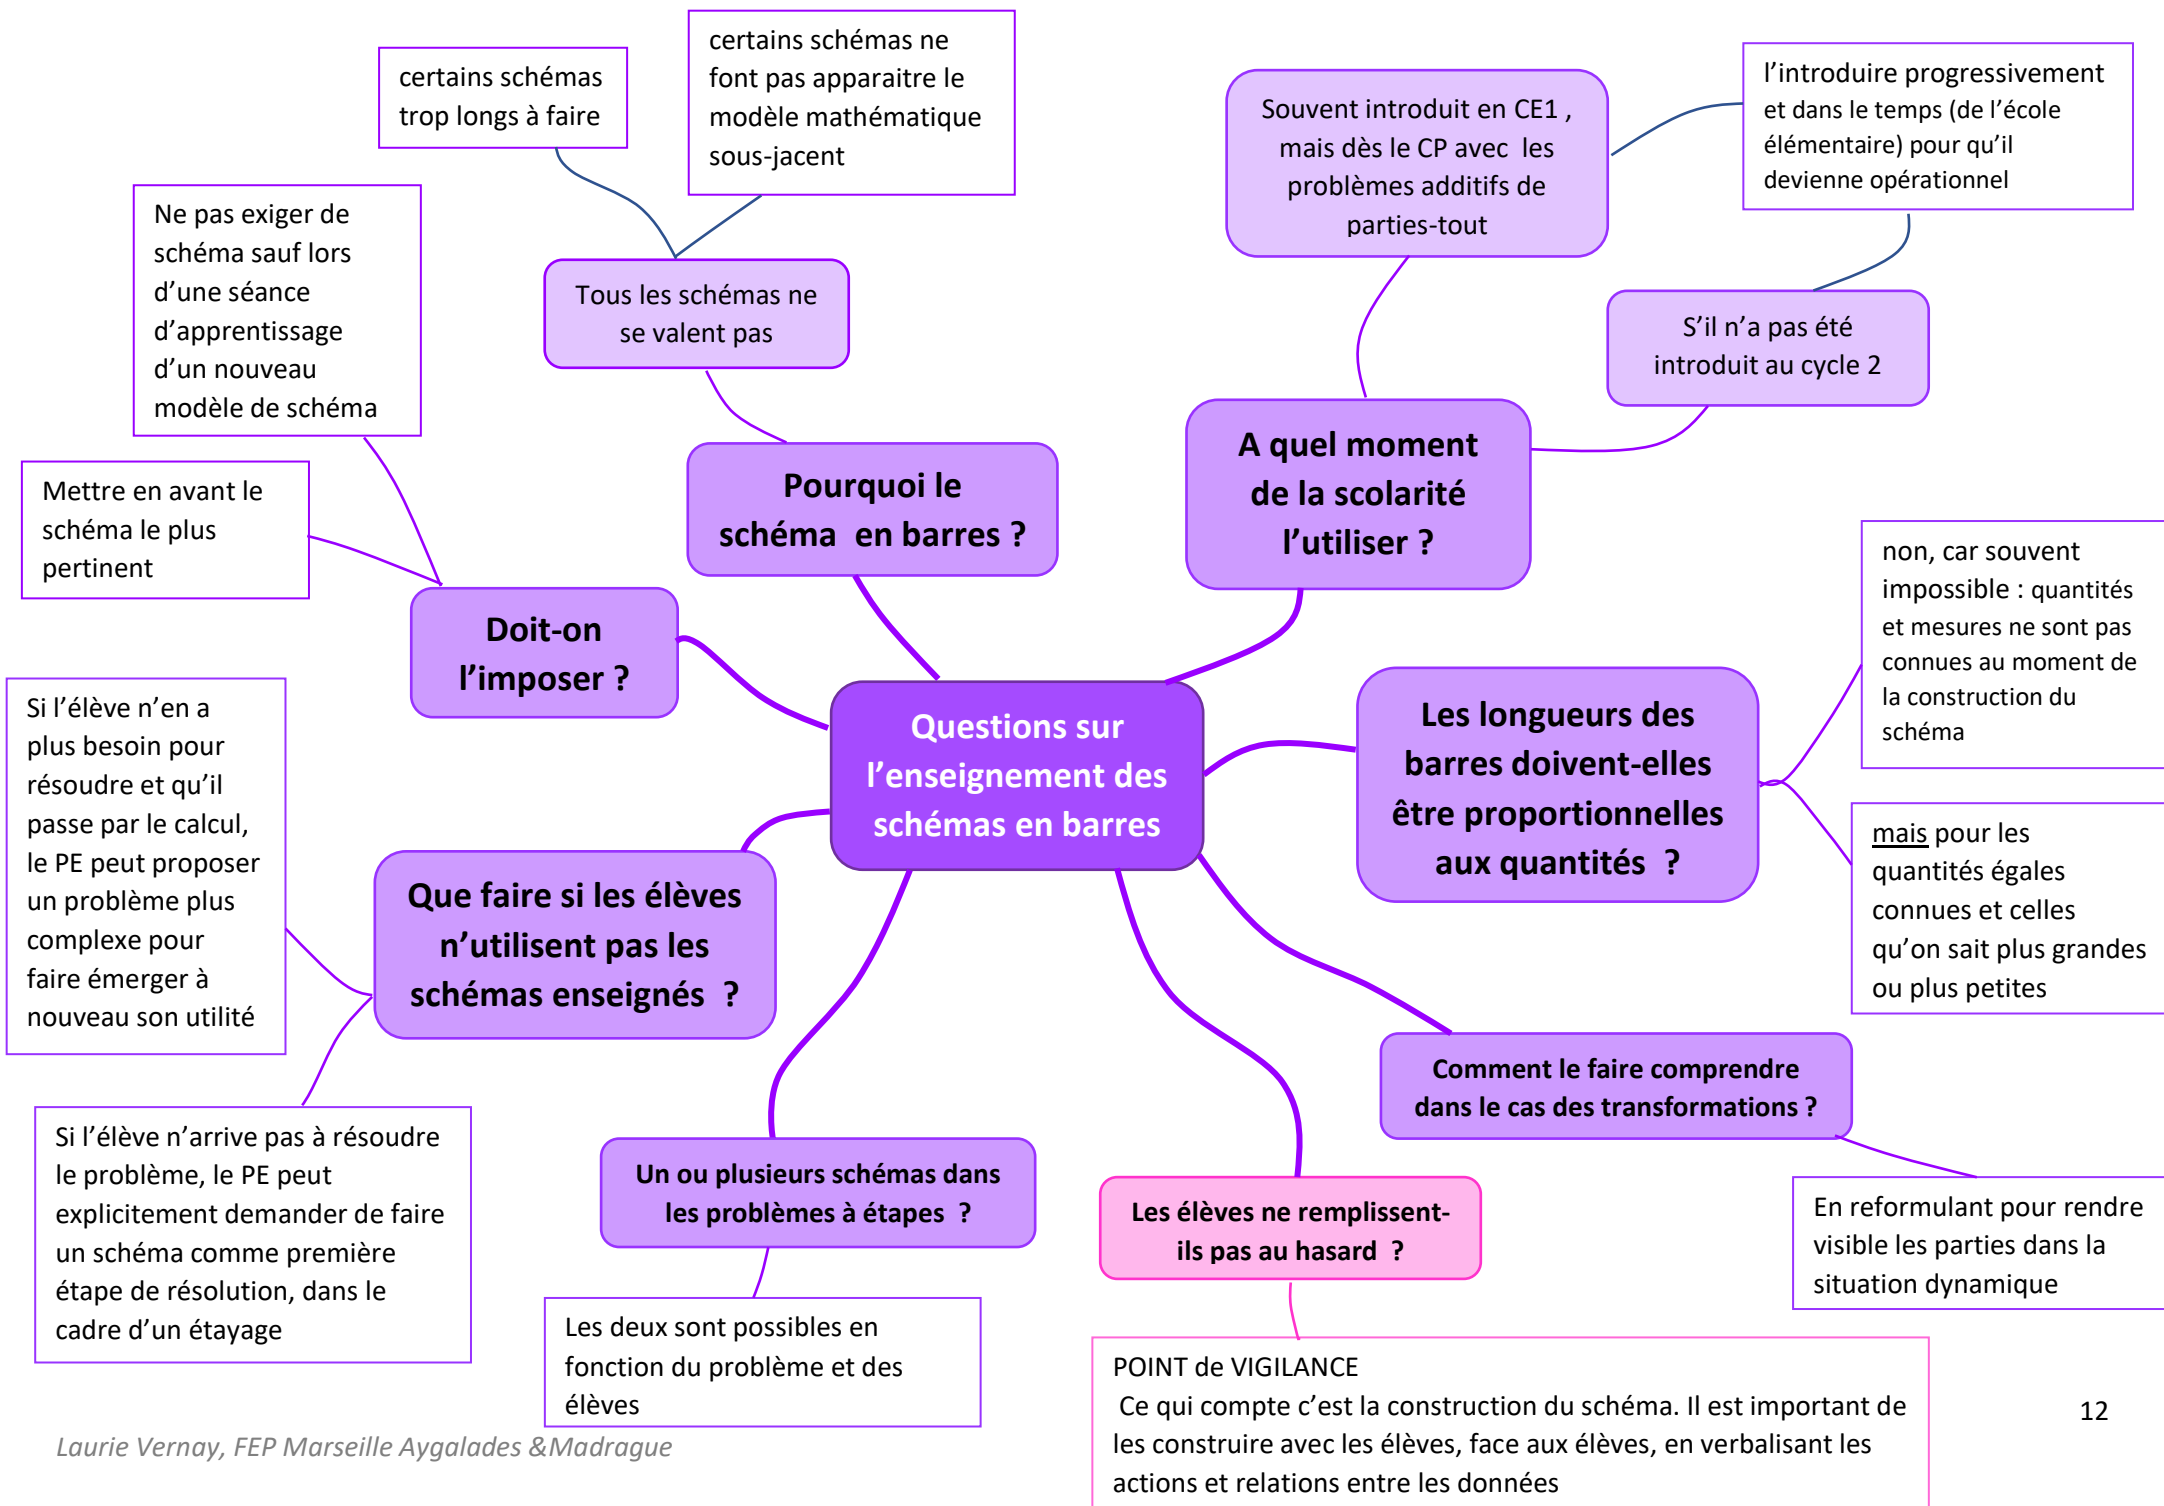 certains schémas
trop longs à faire
certains schémas ne
font pas apparaitre le
modèle mathématique
sous-jacent
Souvent introduit en CE1 ,
mais dès le CP avec les
problèmes additifs de
parties-tout
l’introduire progressivement
et dans le temps (de l’école
élémentaire) pour qu’il
devienne opérationnel
Ne pas exiger de
schéma sauf lors
d’une séance
d’apprentissage
d’un nouveau
modèle de schéma
Tous les schémas ne
se valent pas
S’il n’a pas été
introduit au cycle 2
Mettre en avant le
schéma le plus
pertinent
Pourquoi le
schéma en barres ?
A quel moment
de la scolarité
l’utiliser ?
non, car souvent
impossible : quantités
et mesures ne sont pas
connues au moment de
la construction du
schéma
Doit-on
l’imposer ?
Questions sur
l’enseignement des
schémas en barres
Les longueurs des
barres doivent-elles
être proportionnelles
aux quantités ?
mais pour les
quantités égales
connues et celles
qu’on sait plus grandes
ou plus petites
Si l’élève n’en a
plus besoin pour
résoudre et qu’il
passe par le calcul,
le PE peut proposer
un problème plus
complexe pour
faire émerger à
nouveau son utilité
Que faire si les élèves
n’utilisent pas les
schémas enseignés ?
Comment le faire comprendre
dans le cas des transformations ?
Si l’élève n’arrive pas à résoudre
le problème, le PE peut
explicitement demander de faire
un schéma comme première
étape de résolution, dans le
cadre d’un étayage
Un ou plusieurs schémas dans
les problèmes à étapes ?
Les élèves ne remplissent-
ils pas au hasard ?
En reformulant pour rendre
visible les parties dans la
situation dynamique
Les deux sont possibles en
fonction du problème et des
élèves
POINT de VIGILANCE
Ce qui compte c’est la construction du schéma. Il est important de
les construire avec les élèves, face aux élèves, en verbalisant les
actions et relations entre les données
12
Laurie Vernay, FEP Marseille Aygalades &Madrague